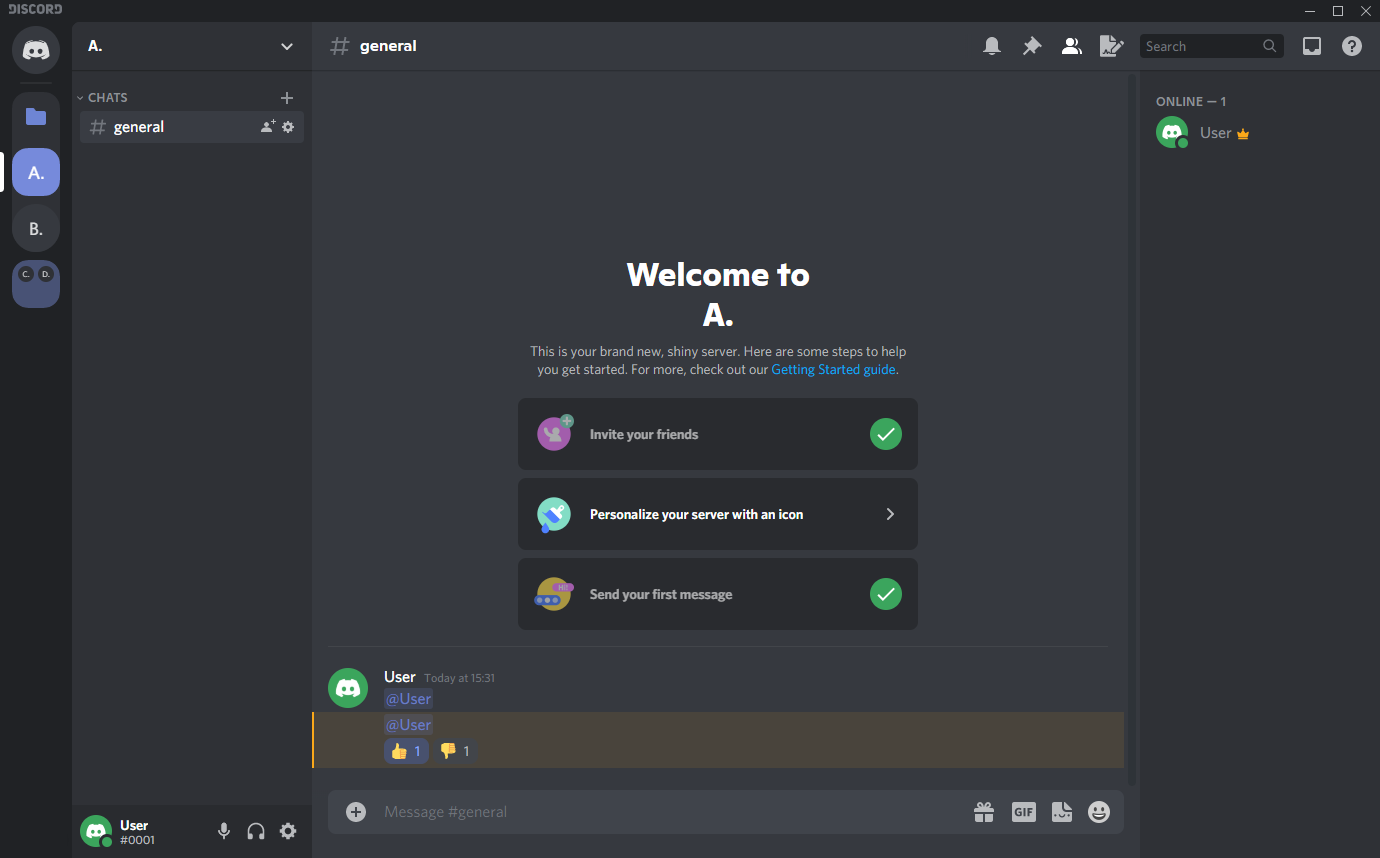 DISCORD
A.
CHATS
general
A.
B.
C. D.
User
#0001
general
Search
Welcome to
A.
This is your brand new, shiny server. Here are some steps to help
you get started. For more, check out our Getting Started guide.
Invite your friends
Personalize your server with an icon
Hi!
Send your first message
User Today at 15:31
@User
@User
1 1
Message #general
GIF
ONLINE — 1
User